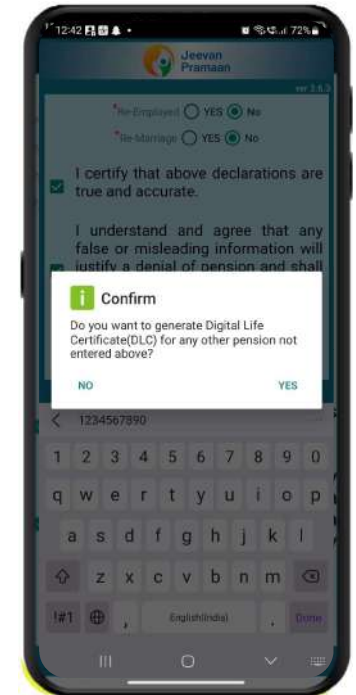 12:42
72%
Jeevan
Pramaan
ver 3.6.3
*Re-Employed YES No
*Re-Marriage YES No
I certify that above declarations are
true and accurate.
I understand and agree that any
false or misleading information will
justify a denial of pension and shall
Confirm
Do you want to generate Digital Life
Certificate(DLC) for any other pension not
entered above?
NO YES
1234567890
1 2 3 4 5 6 7 8 9 0
q w e r t y u i o p
a s d f g h j k l
z x c v b n m
!#1 , English(India) . Done